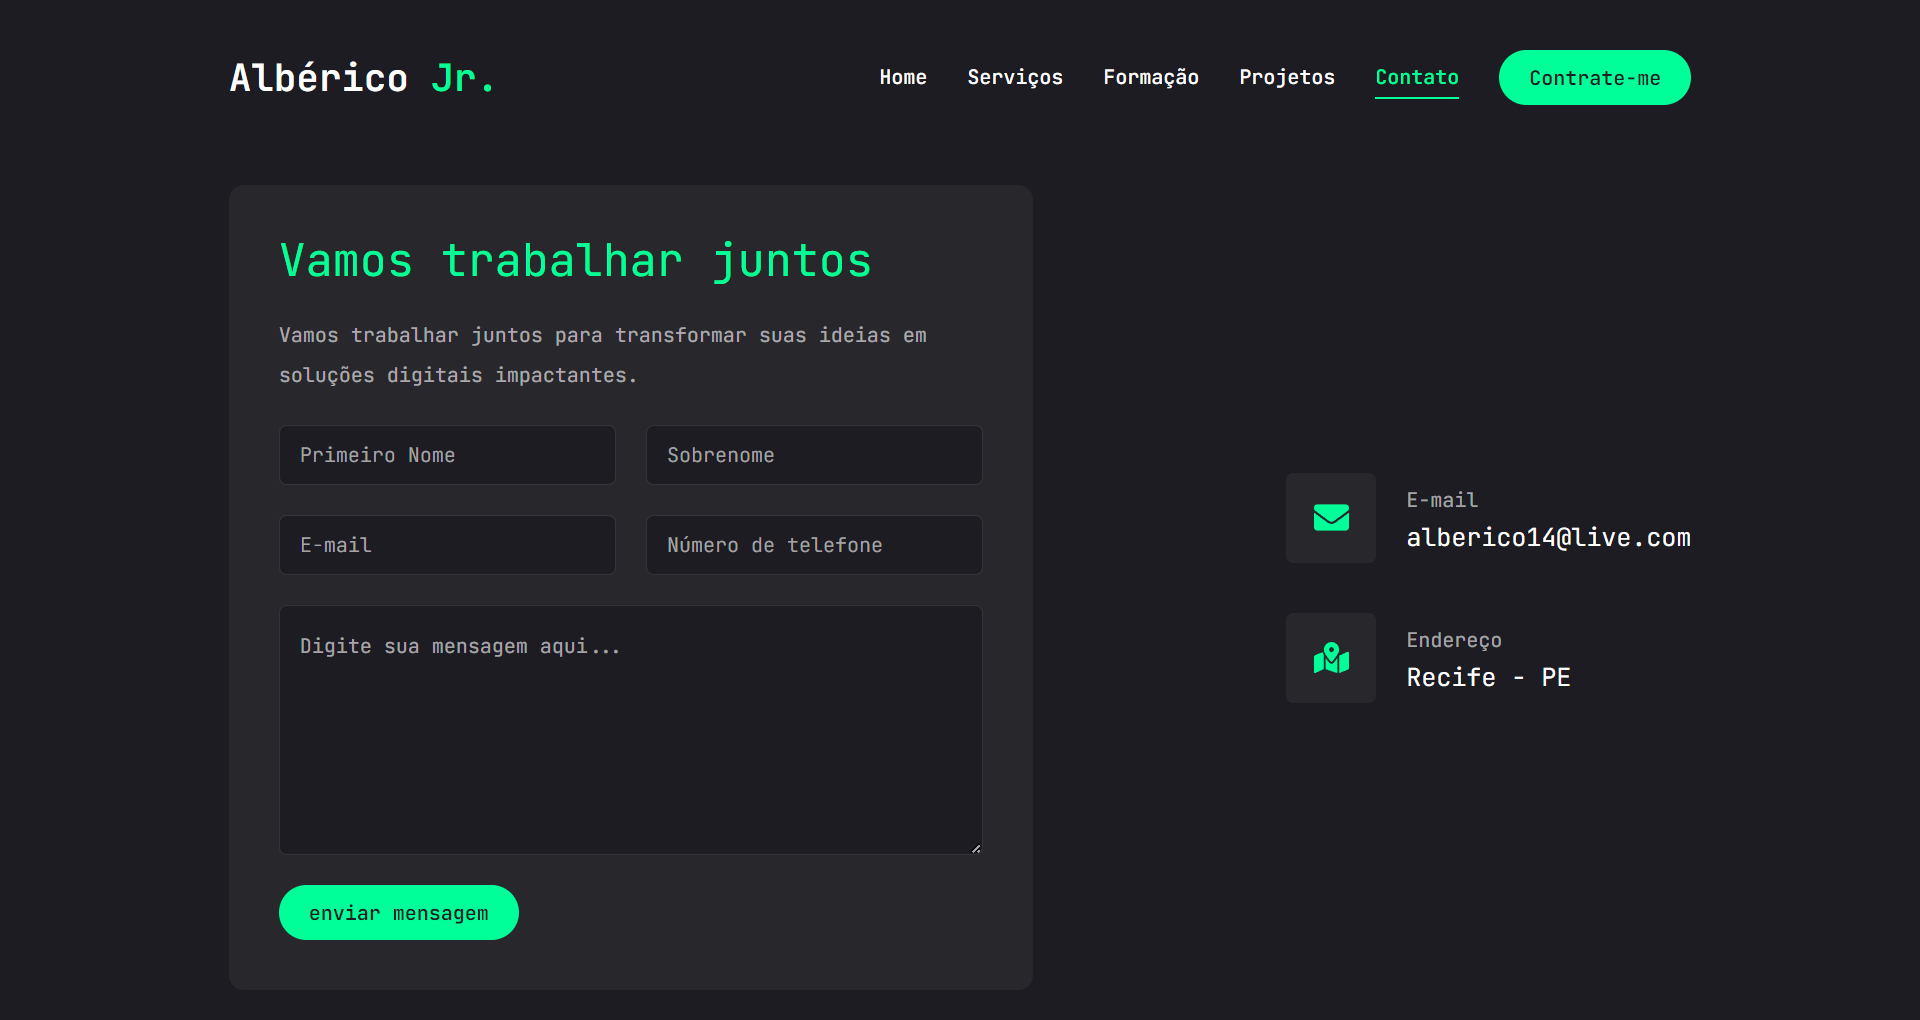 Albérico Jr.
Home Serviços Formação Projetos Contato Contrate-me
Vamos trabalhar juntos
Vamos trabalhar juntos para transformar suas ideias em
soluções digitais impactantes.
Primeiro Nome
Sobrenome
E-mail
Número de telefone
Digite sua mensagem aqui...
enviar mensagem
E-mail
alberico14@live.com
Endereço
Recife - PE